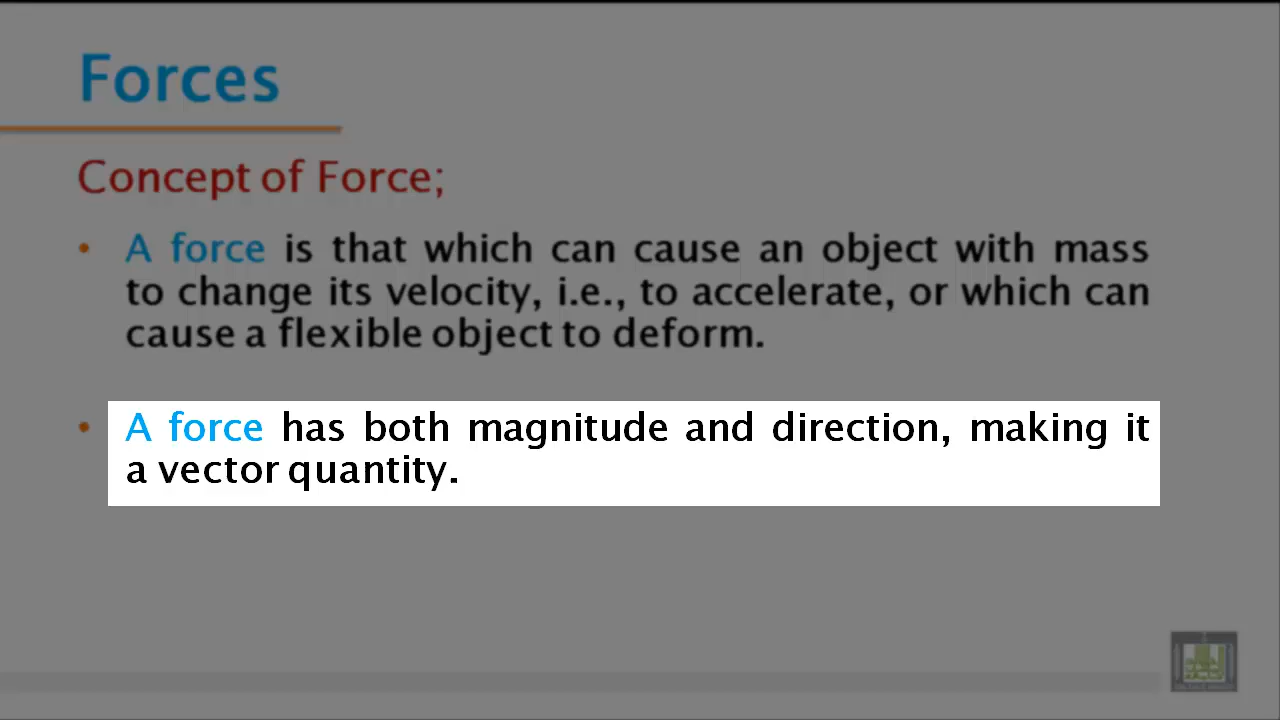 Forces
Concept of Force;
• A force is that which can cause an object with mass
to change its velocity, i.e., to accelerate, or which can
cause a flexible object to deform.
• A force has both magnitude and direction, making it
a vector quantity.